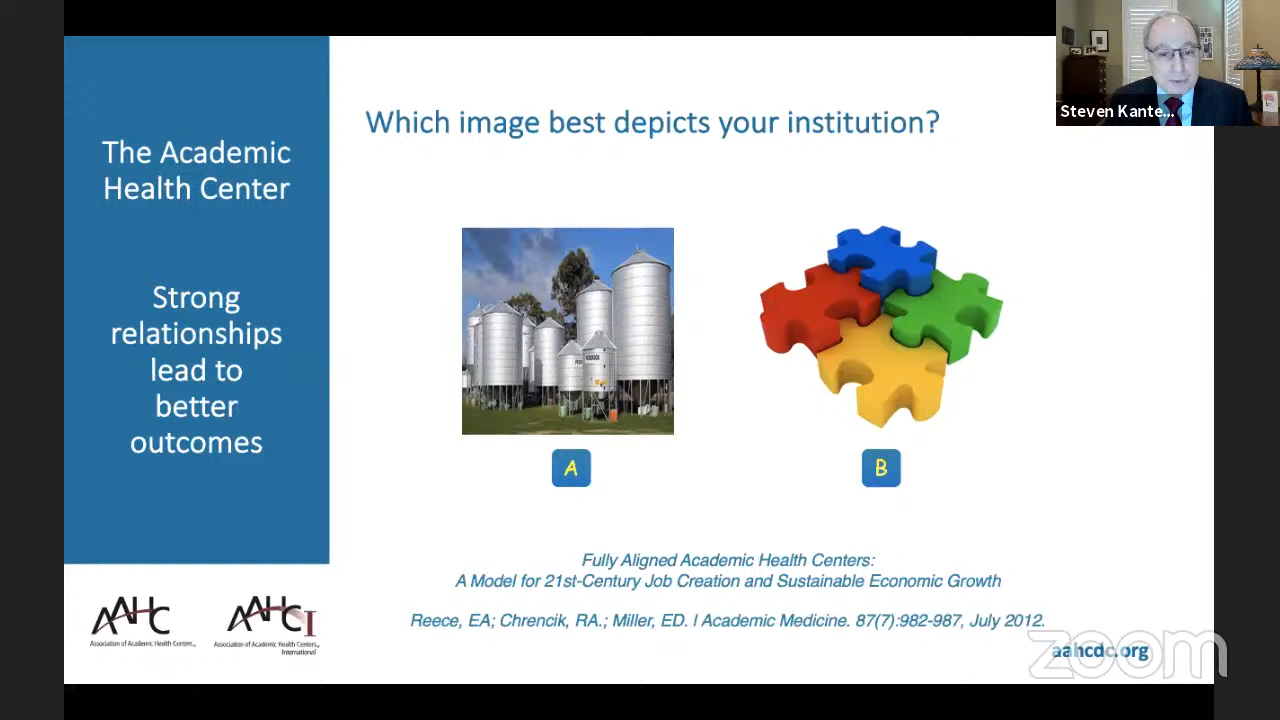 The Academic
Health Center
Strong
relationships
lead to
better
outcomes
Which image best depicts your institution?
A
B
Fully Aligned Academic Health Centers:
A Model for 21st-Century Job Creation and Sustainable Economic Growth
Reece, EA; Chrencik, RA.; Miller, ED. I Academic Medicine. 87(7):982-987, July 2012.
aahcdc.org
zoom
AAHC
Association of Academic Health Centers
AAHCI
Association of Academic Health Centers
International
Steven Kante...